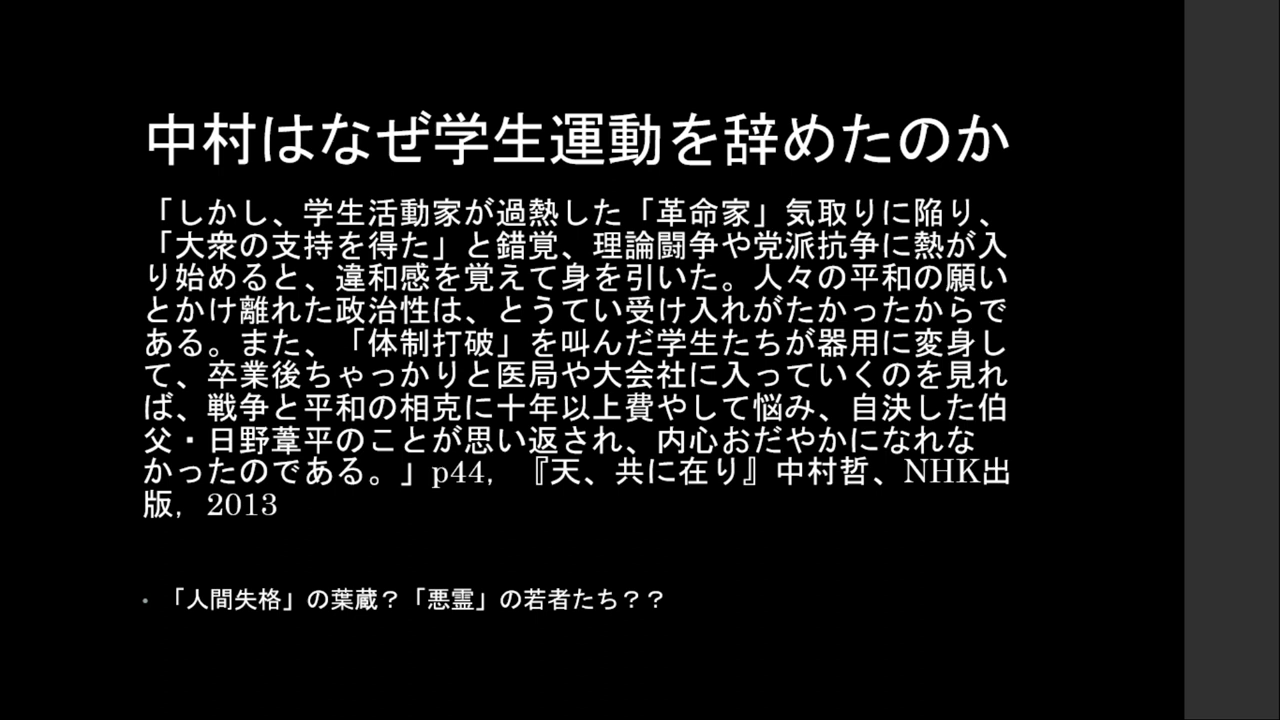 中村はなぜ学生運動を辞めたのか
「しかし、学生活動家が過熱した「革命家」気取りに陥り、
「大衆の支持を得た」と錯覚、理論闘争や党派抗争に熱が入
り始めると、違和感を覚えて身を引いた。人々の平和の願い
とかけ離れた政治性は、とうてい受け入れがたかったからで
ある。また、「体制打破」を叫んだ学生たちが器用に変身し
て、卒業後ちゃっかりと医局や大会社に入っていくのを見れ
ば、戦争と平和の相克に十年以上費やして悩み、自決した伯
父・日野葦平のことが思い返され、内心おだやかになれな
かったのである。」p44, 『天、共に在り』中村哲、NHK出
版, 2013
• 「人間失格」の葉蔵？「悪霊」の若者たち？？